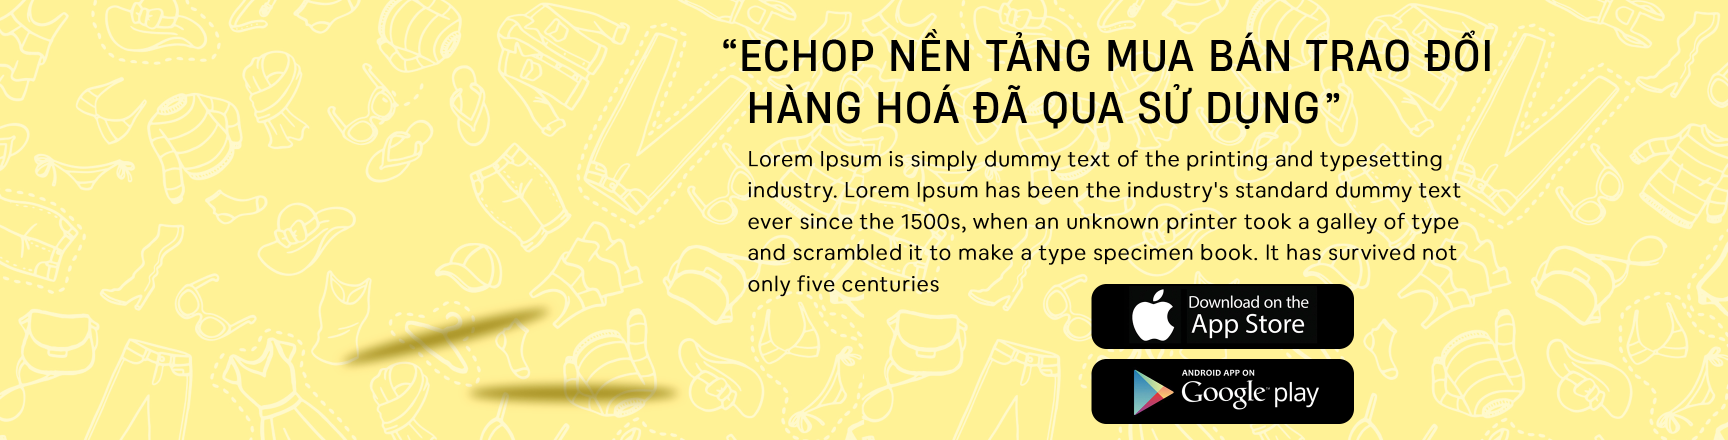 “ECHOP NỀN TẢNG MUA BÁN TRAO ĐỔI
HÀNG HOÁ ĐÃ QUA SỬ DỤNG”
Lorem Ipsum is simply dummy text of the printing and typesetting
industry. Lorem Ipsum has been the industry's standard dummy text
ever since the 1500s, when an unknown printer took a galley of type
and scrambled it to make a type specimen book. It has survived not
only five centuries
Download on the
App Store
ANDROID APP ON
Google™ play